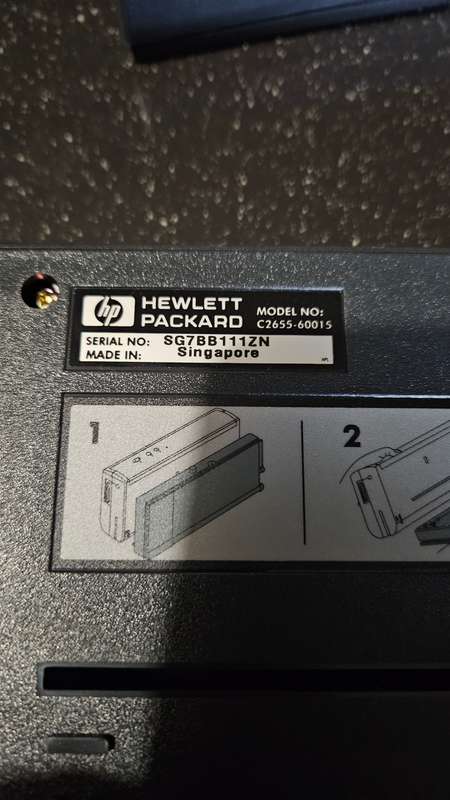 hp HEWLETT
PACKARD
MODEL NO:
C2655-60015
SERIAL NO: SG7BB111ZN
MADE IN: Singapore
1
2